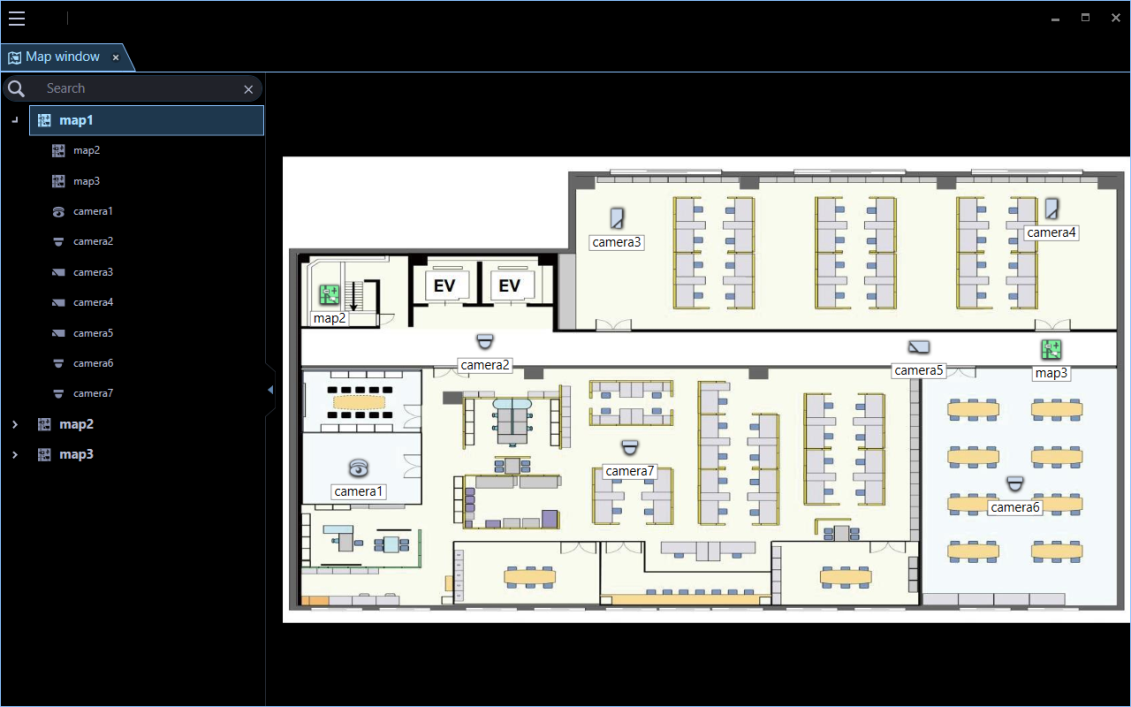 Map window
Search
map1
map2
map3
camera1
camera2
camera3
camera4
camera5
camera6
camera7
map2
map3
camera3
camera4
EV
EV
map2
camera2
camera5
map3
camera7
camera1
camera6